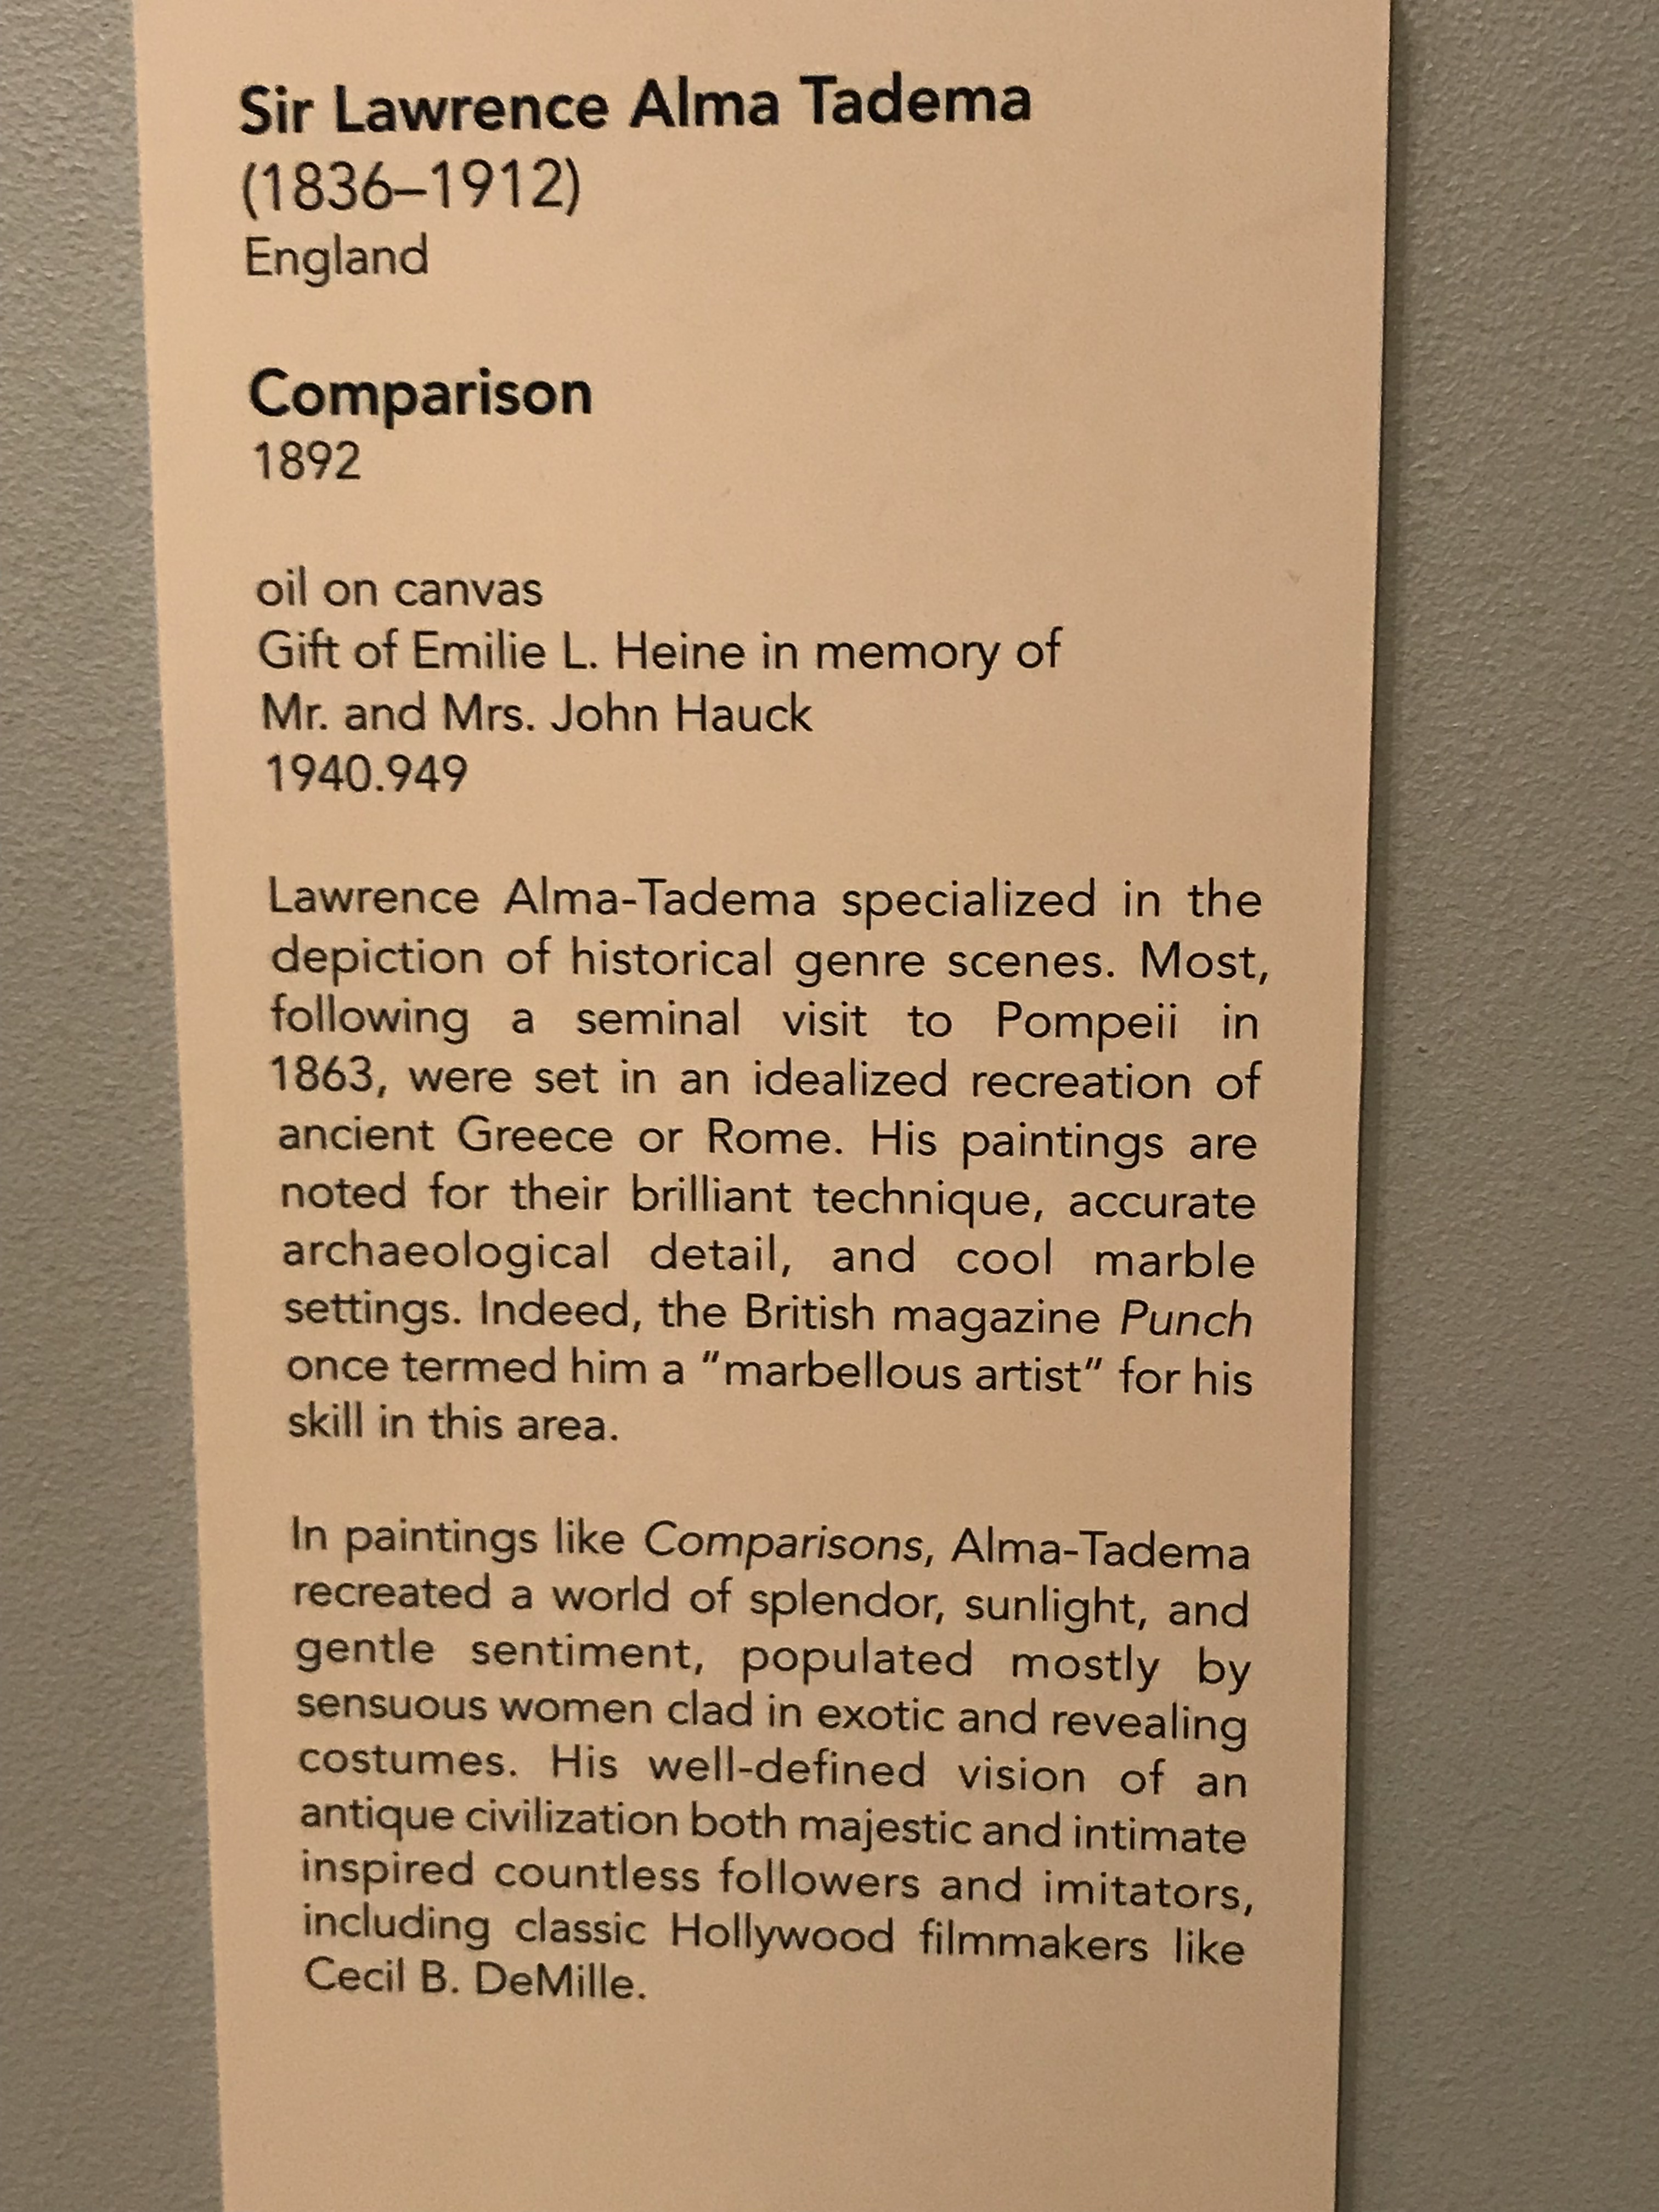 Sir Lawrence Alma Tadema
(1836–1912)
England
Comparison
1892
oil on canvas
Gift of Emilie L. Heine in memory of
Mr. and Mrs. John Hauck
1940.949
Lawrence Alma-Tadema specialized in the
depiction of historical genre scenes. Most,
following a seminal visit to Pompeii in
1863, were set in an idealized recreation of
ancient Greece or Rome. His paintings are
noted for their brilliant technique, accurate
archaeological detail, and cool marble
settings. Indeed, the British magazine Punch
once termed him a "marbellous artist" for his
skill in this area.
In paintings like Comparisons, Alma-Tadema
recreated a world of splendor, sunlight, and
gentle sentiment, populated mostly by
sensuous women clad in exotic and revealing
costumes. His well-defined vision of an
antique civilization both majestic and intimate
inspired countless followers and imitators,
including classic Hollywood filmmakers like
Cecil B. DeMille.